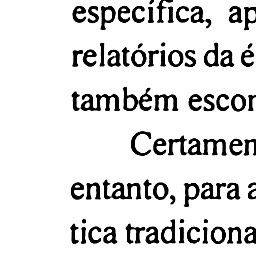 específica, ap
relatórios da é
também escon
Certamen
entanto, para a
tica tradiciona